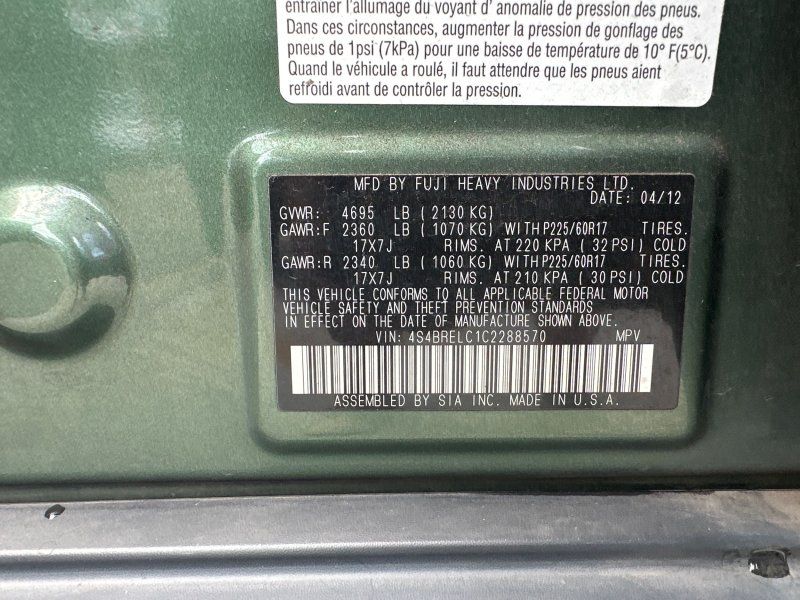 entraîner l'allumage du voyant d' anomalie de pression des pneus.
Dans ces circonstances, augmenter la pression de gonflage des
pneus de 1psi (7kPa) pour une baisse de température de 10° F(5°C).
Quand le véhicule a roulé, il faut attendre que les pneus aient
refroidi avant de contrôler la pression.
MFD BY FUJI HEAVY INDUSTRIES LTD.
DATE: 04/12
GVWR: 4695 LB (2130 KG)
GAWR:F 2360 LB (1070 KG) WITH P225/60R17 TIRES.
17X7J RIMS. AT 220 KPA (32 PSI) COLD
GAWR:R 2340 LB (1060 KG) WITH P225/60R17 TIRES.
17X7J RIMS. AT 210 KPA (30 PSI) COLD
THIS VEHICLE CONFORMS TO ALL APPLICABLE FEDERAL MOTOR
VEHICLE SAFETY AND THEFT PREVENTION STANDARDS
IN EFFECT ON THE DATE OF MANUFACTURE SHOWN ABOVE.
VIN: 4S4BRELC1C2288570 MPV
ASSEMBLED BY SIA INC. MADE IN U.S.A.